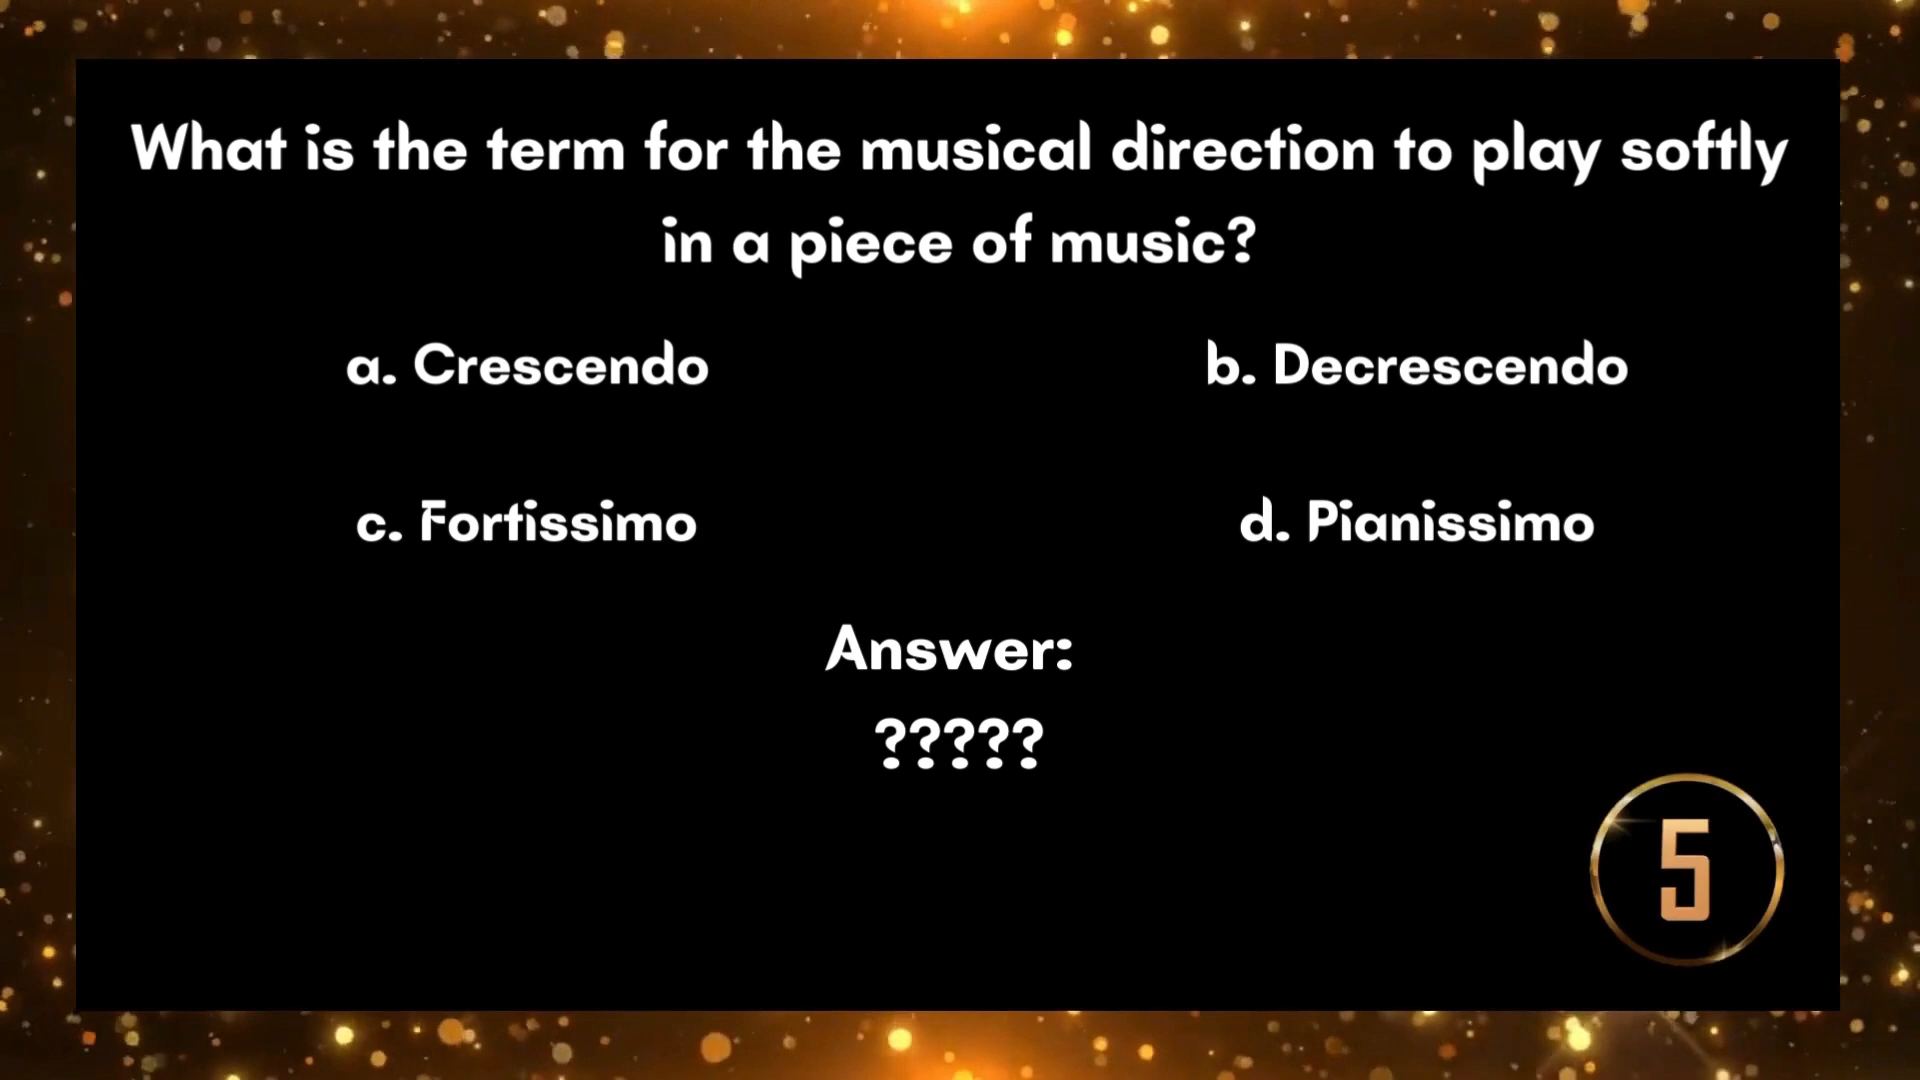 What is the term for the musical direction to play softly
in a piece of music?
a. Crescendo
b. Decrescendo
c. Fortissimo
d. Pianissimo
Answer:
?????
5